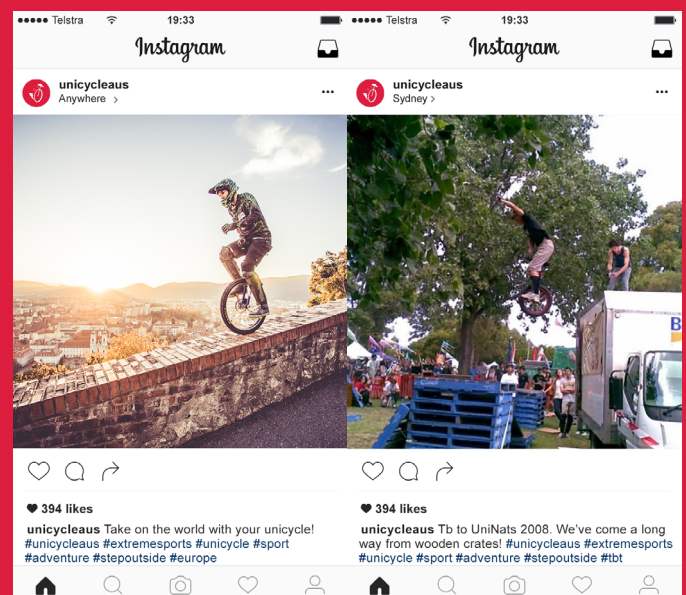 Telstra 19:33
Instagram
unicycleaus
Anywhere >
394 likes
unicycleaus Take on the world with your unicycle!
#unicycleaus #extremesports #unicycle #sport
#adventure #stepoutside #europe
Telstra 19:33
Instagram
unicycleaus
Sydney >
B
394 likes
unicycleaus Tb to UniNats 2008. We've come a long
way from wooden crates! #unicycleaus #extremesports
#unicycle #sport #adventure #stepoutside #tbt